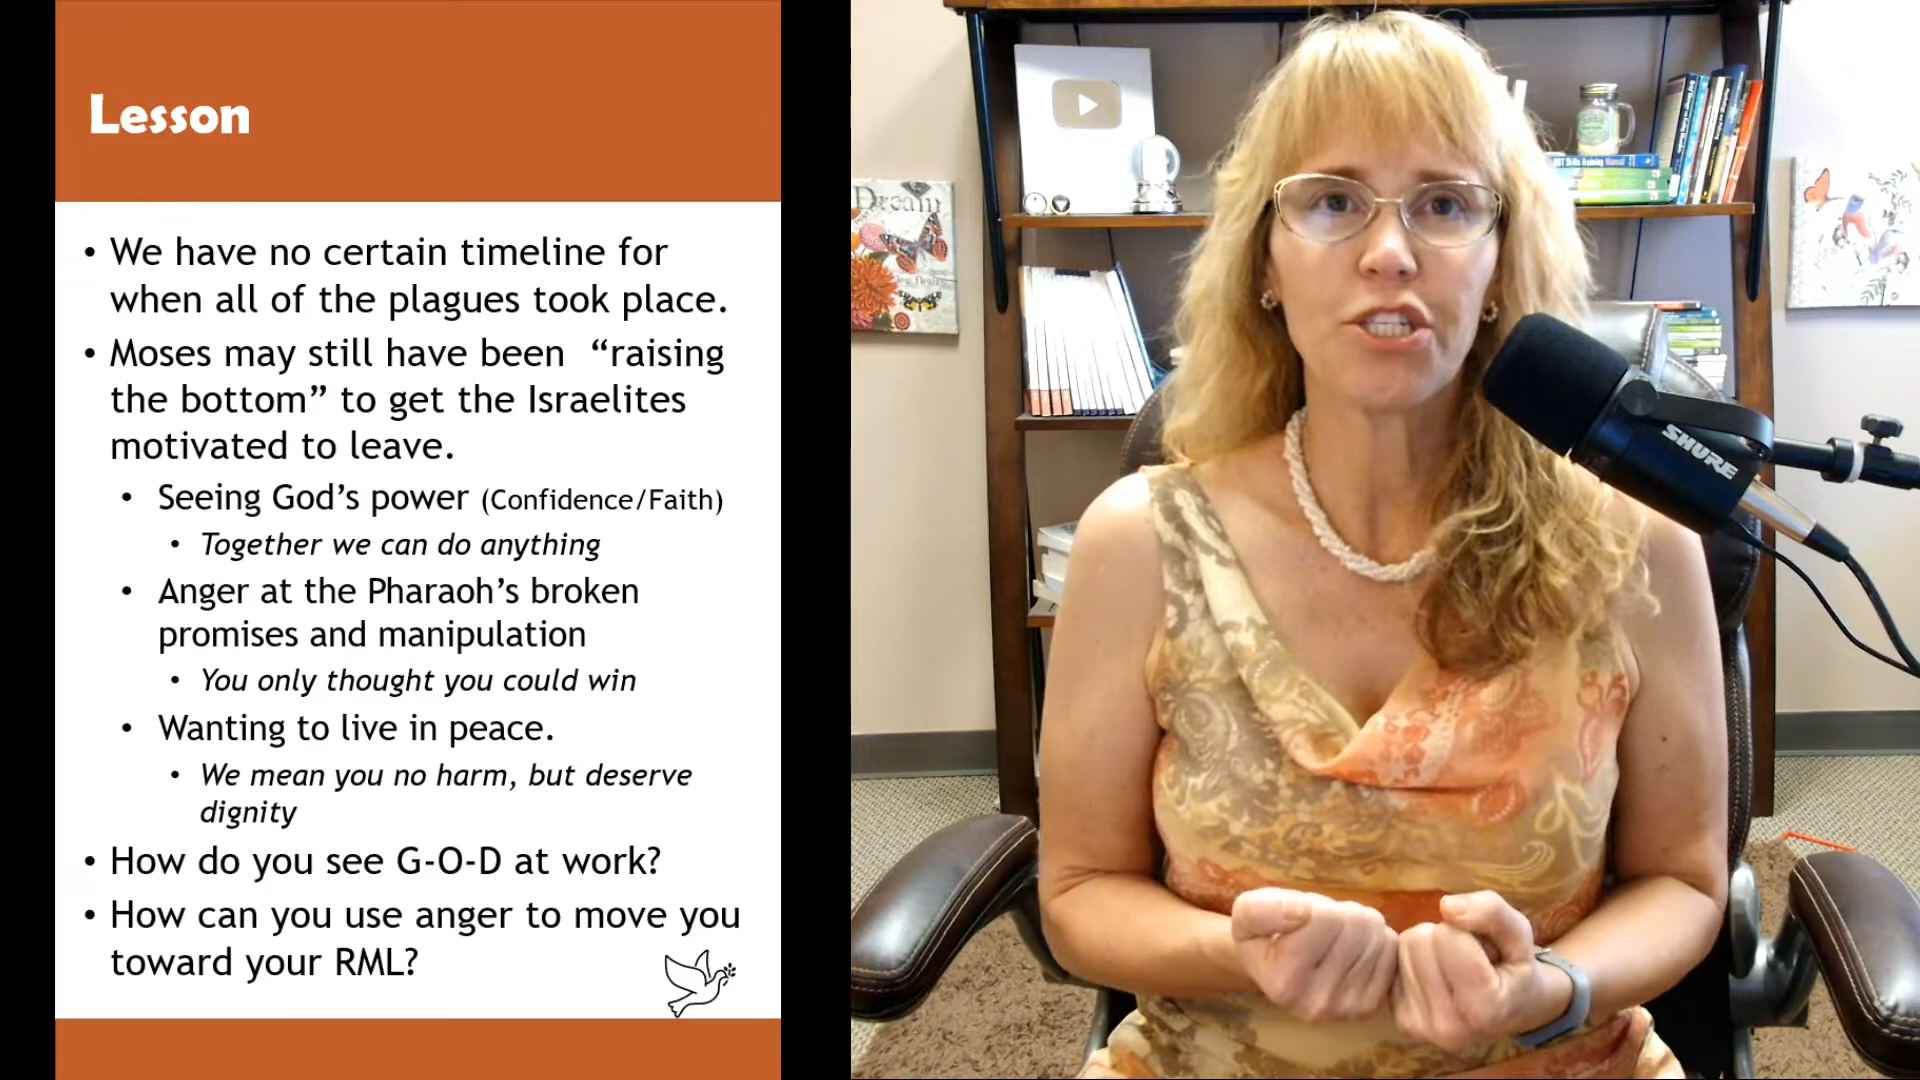 Lesson
• We have no certain timeline for
when all of the plagues took place.
• Moses may still have been “raising
the bottom” to get the Israelites
motivated to leave.
• Seeing God’s power (Confidence/Faith)
• Together we can do anything
• Anger at the Pharaoh’s broken
promises and manipulation
• You only thought you could win
• Wanting to live in peace.
• We mean you no harm, but deserve
dignity
• How do you see G-O-D at work?
• How can you use anger to move you
toward your RML?
Dream
SHURE
Skills Training Manual